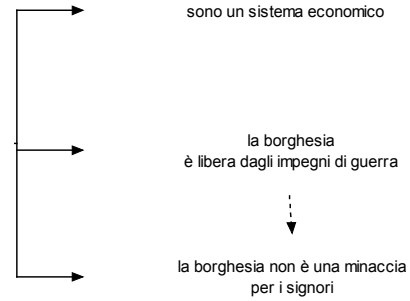 sono un sistema economico
la borghesia
è libera dagli impegni di guerra
la borghesia non è una minaccia
per i signori